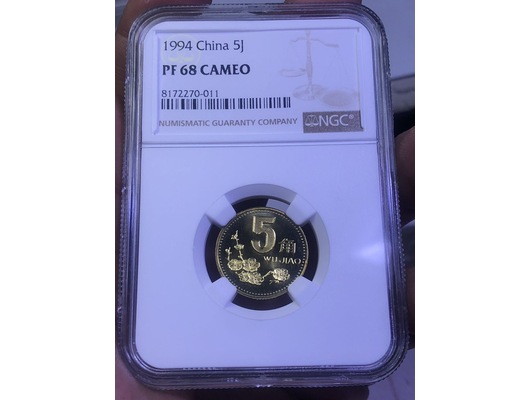 1994 China 5J
PF 68 CAMEO
8172270-011
NUMISMATIC GUARANTY COMPANY
NGC®
5角
WU JIAO